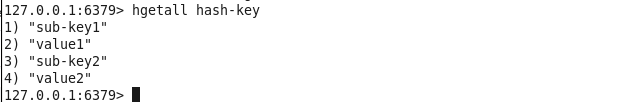 127.0.0.1:6379> hgetall hash-key
1) "sub-key1"
2) "value1"
3) "sub-key2"
4) "value2"
127.0.0.1:6379>